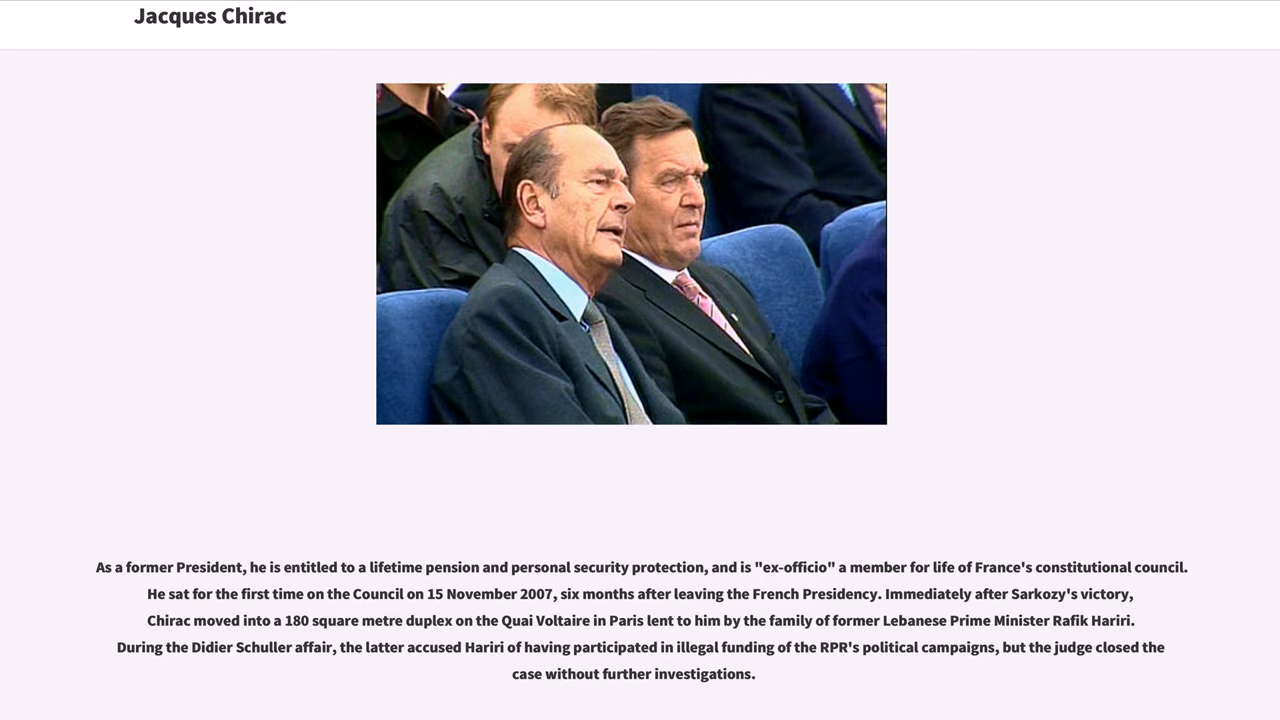 Jacques Chirac
As a former President, he is entitled to a lifetime pension and personal security protection, and is "ex-officio" a member for life of France's constitutional council.
He sat for the first time on the Council on 15 November 2007, six months after leaving the French Presidency. Immediately after Sarkozy's victory,
Chirac moved into a 180 square metre duplex on the Quai Voltaire in Paris lent to him by the family of former Lebanese Prime Minister Rafik Hariri.
During the Didier Schuller affair, the latter accused Hariri of having participated in illegal funding of the RPR's political campaigns, but the judge closed the
case without further investigations.